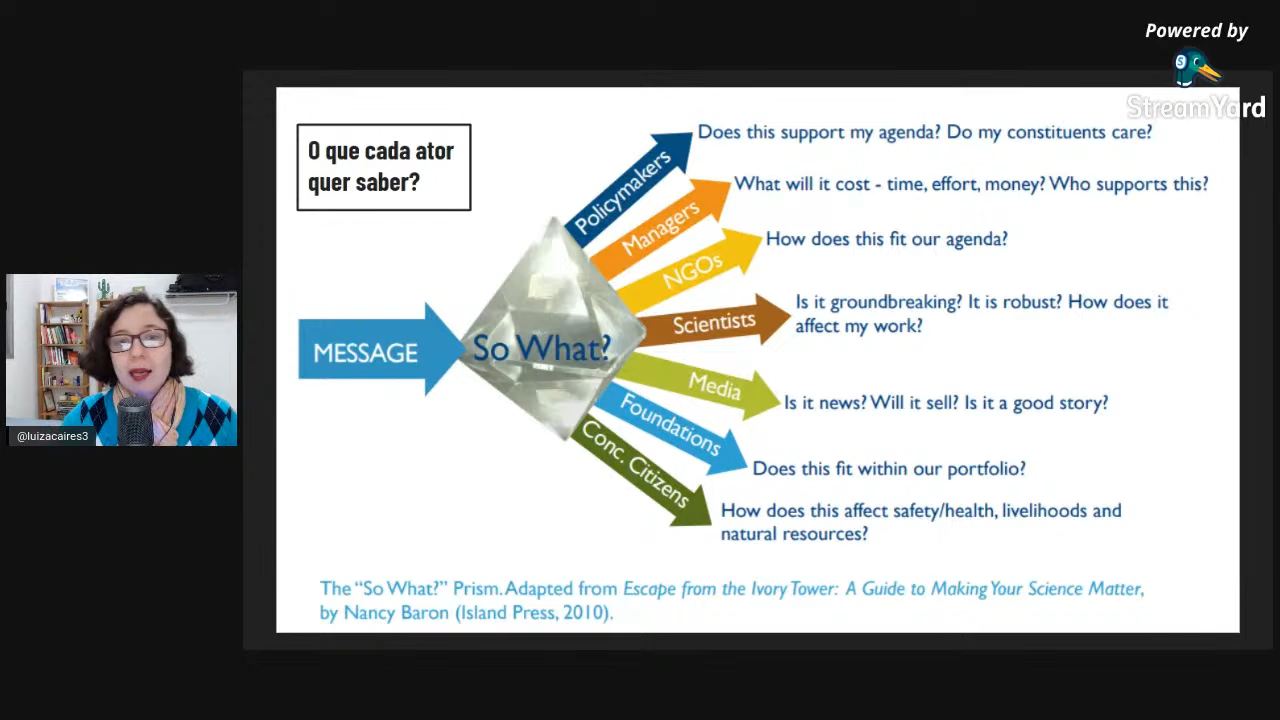 Powered by
StreamYard
O que cada ator
quer saber?
Policymakers
Does this support my agenda? Do my constituents care?
Managers
What will it cost - time, effort, money? Who supports this?
NGOs
How does this fit our agenda?
MESSAGE
So What?
Scientists
Is it groundbreaking? It is robust? How does it
affect my work?
Media
Is it news? Will it sell? Is it a good story?
Foundations
Does this fit within our portfolio?
Conc. Citizens
How does this affect safety/health, livelihoods and
natural resources?
@luizacaires3
The “So What?” Prism. Adapted from Escape from the Ivory Tower: A Guide to Making Your Science Matter,
by Nancy Baron (Island Press, 2010).